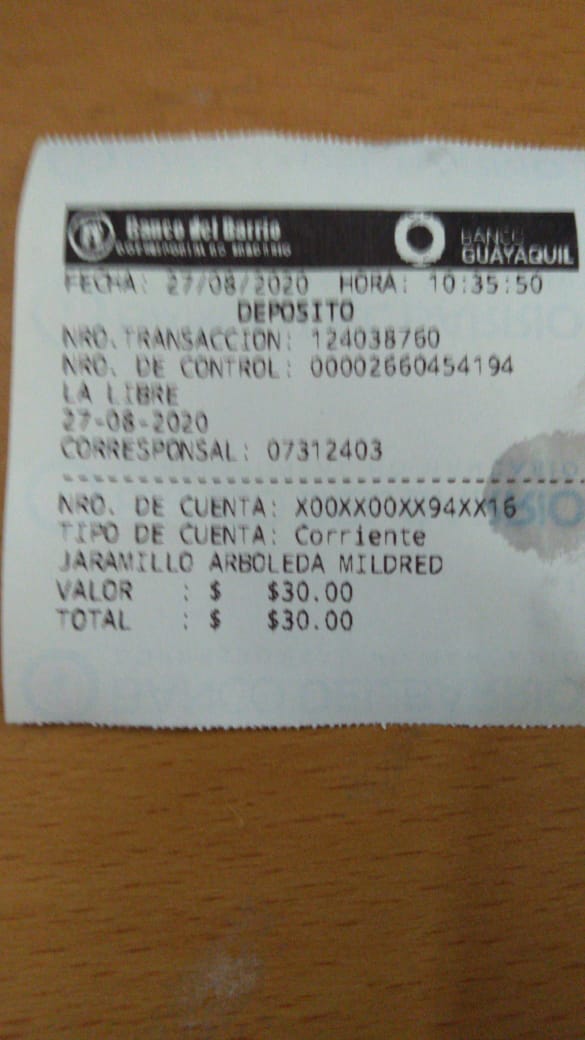 Banco del Barrio
BANCO
GUAYAQUIL
FECHA: 27/08/2020 HORA: 10:35:50
DEPOSITO
NRO.TRANSACCION: 124038760
NRO. DE CONTROL: 00002660454194
LA LIBRE
27-08-2020
CORRESPONSAL: 07312403
NRO. DE CUENTA: X00XX00XX94XX16
TIPO DE CUENTA: Corriente
JARAMILLO ARBOLEDA MILDRED
VALOR : $ $30.00
TOTAL : $ $30.00